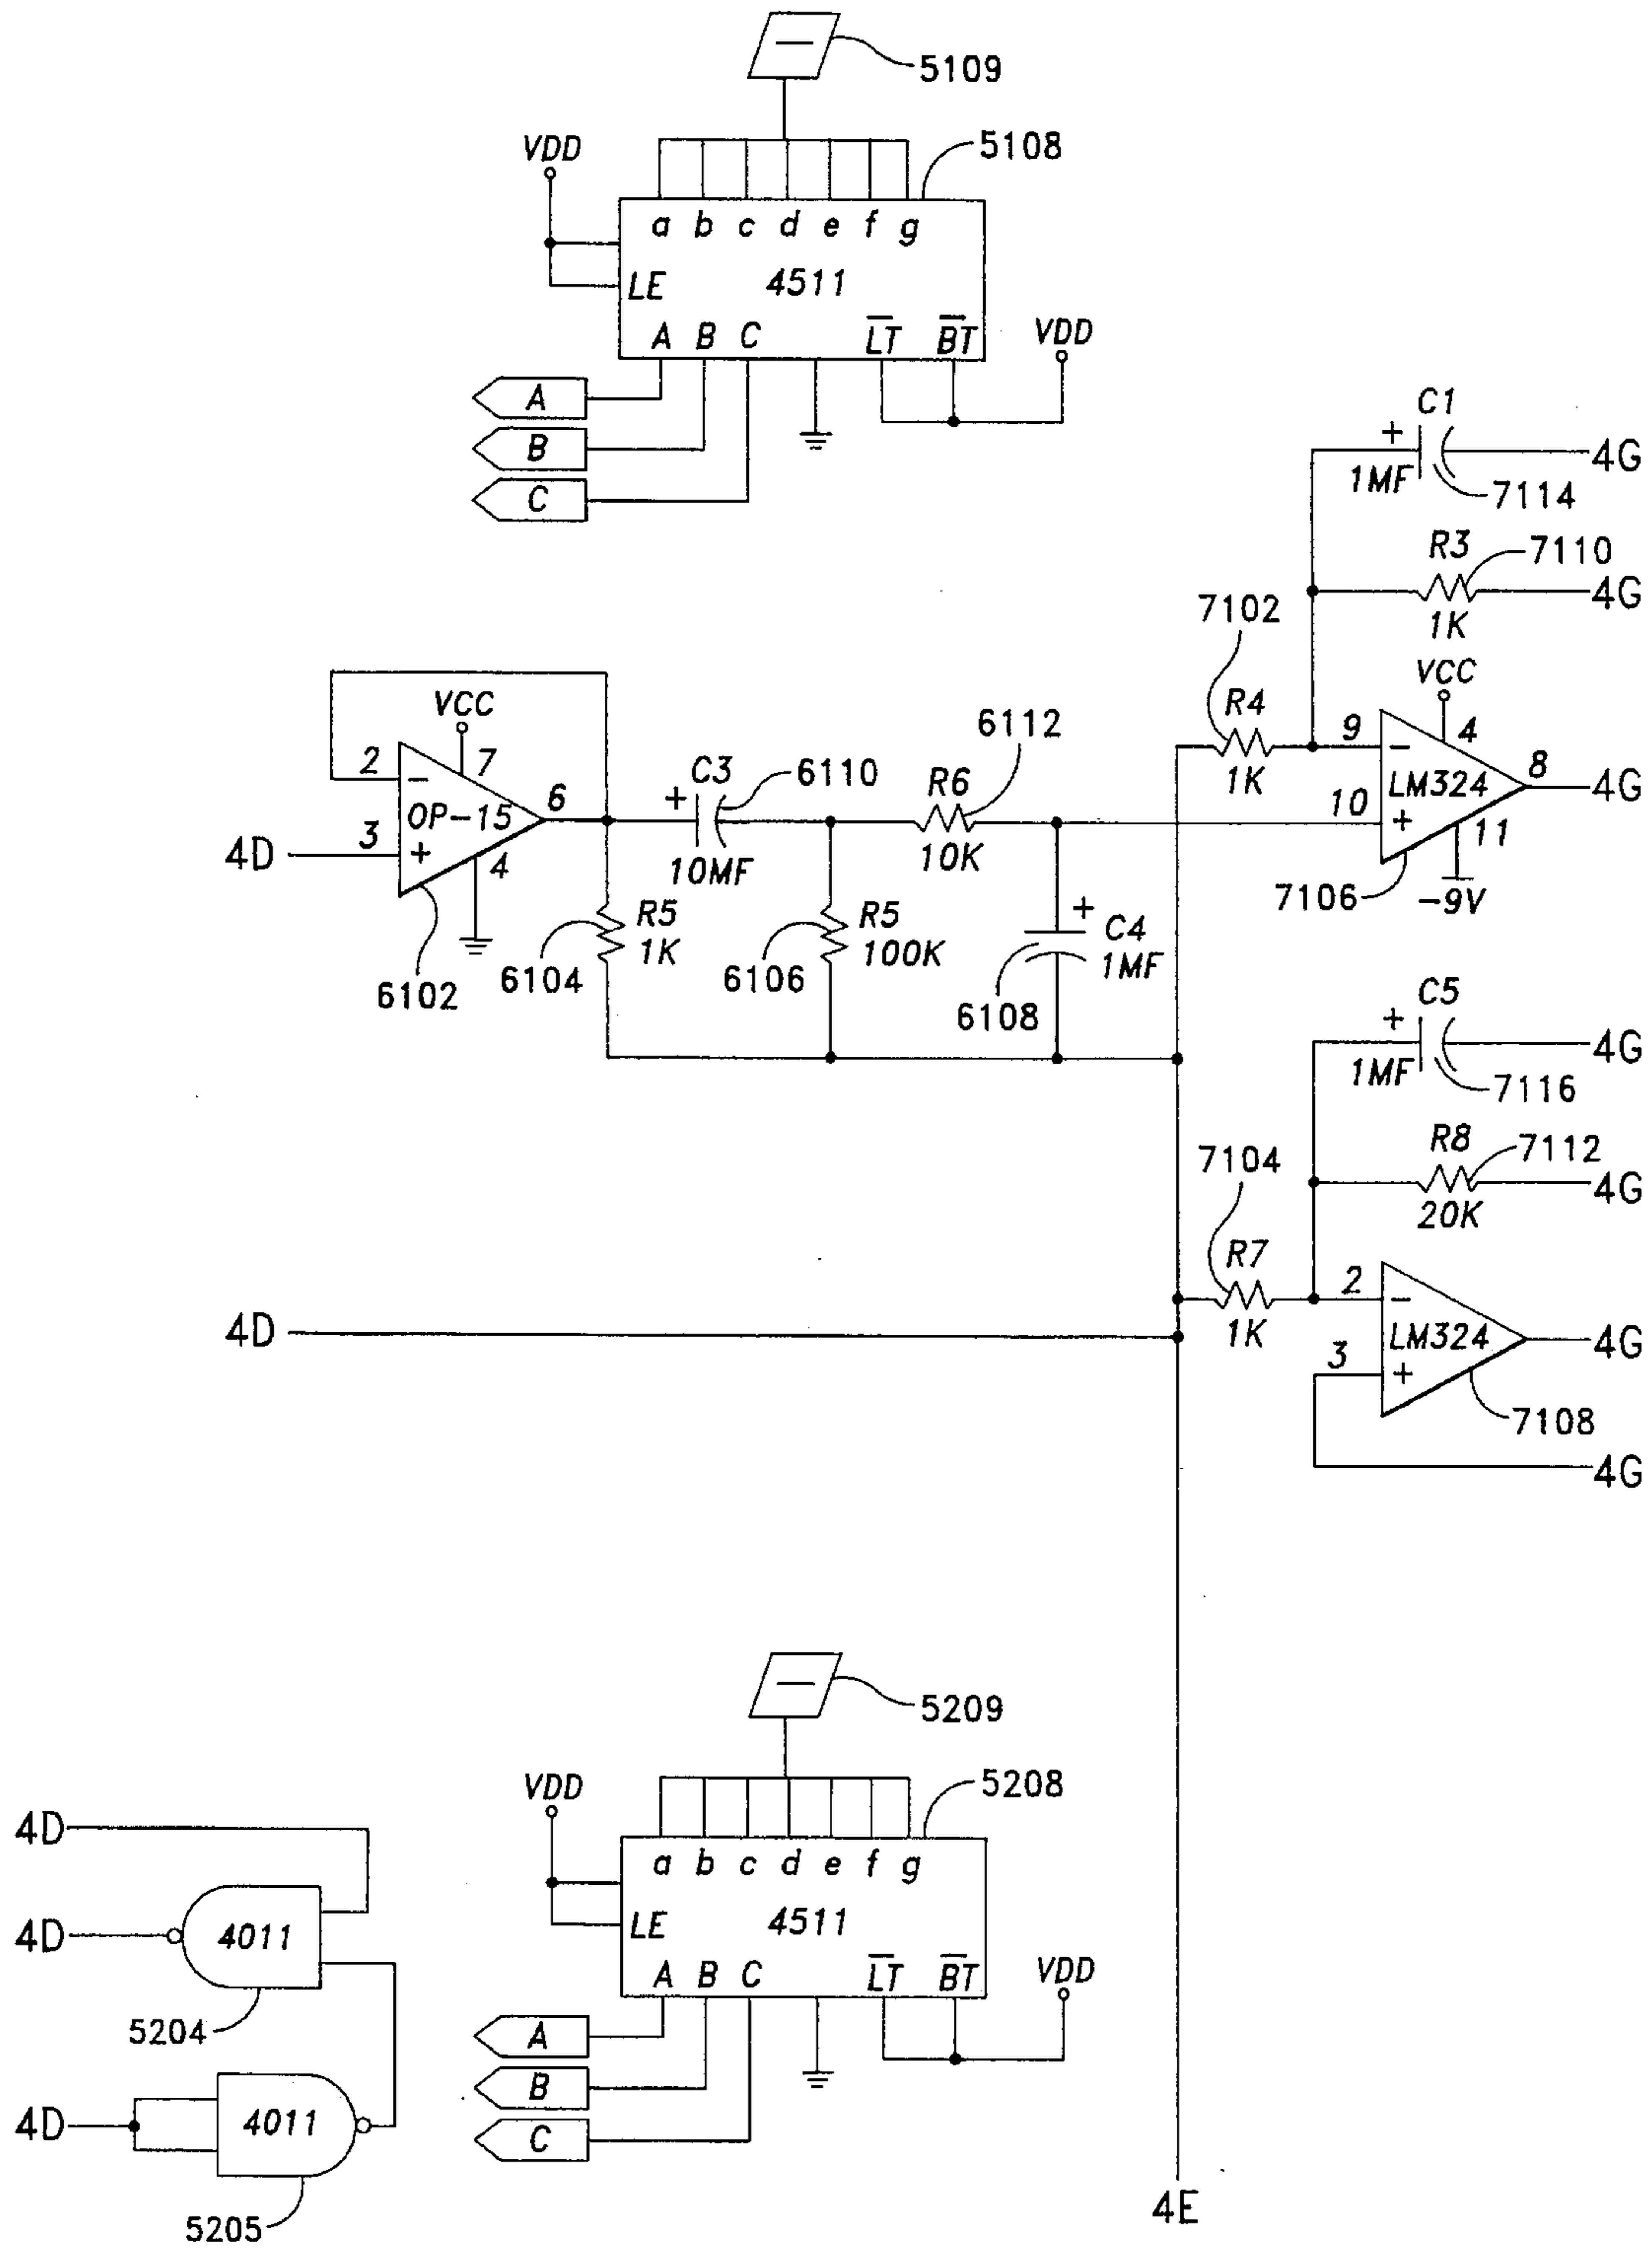 5109
5108
VDD
a b c d e f g
LE 4511
A B C LT BT
VDD
A
B
C
C1
+
1MF
4G
7114
R3
7110
4G
1K
7102
R4
1K
VCC
9 - 4
LM324
8
4G
10 + 11
7106
-9V
VCC
2 - 7
OP-15
6
4D
3 + 4
6102
C3
+
6110
10MF
R6
6112
10K
R5
1K
6104
R5
100K
6106
+
C4
1MF
6108
C5
+
1MF
4G
7116
R8
7112
4G
20K
7104
R7
1K
2 -
LM324
4G
3 +
7108
4G
4D
5209
5208
VDD
a b c d e f g
LE 4511
A B C LT BT
VDD
A
B
C
4D
4D
4011
5204
4D
4011
5205
4E